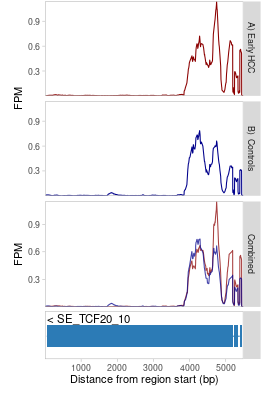 0.9
0.6
0.3
FPM
A) Early HCC
0.9
0.6
0.3
FPM
B) Controls
0.9
0.6
0.3
FPM
Combined
< SE_TCF20_10
1000 2000 3000 4000 5000
Distance from region start (bp)